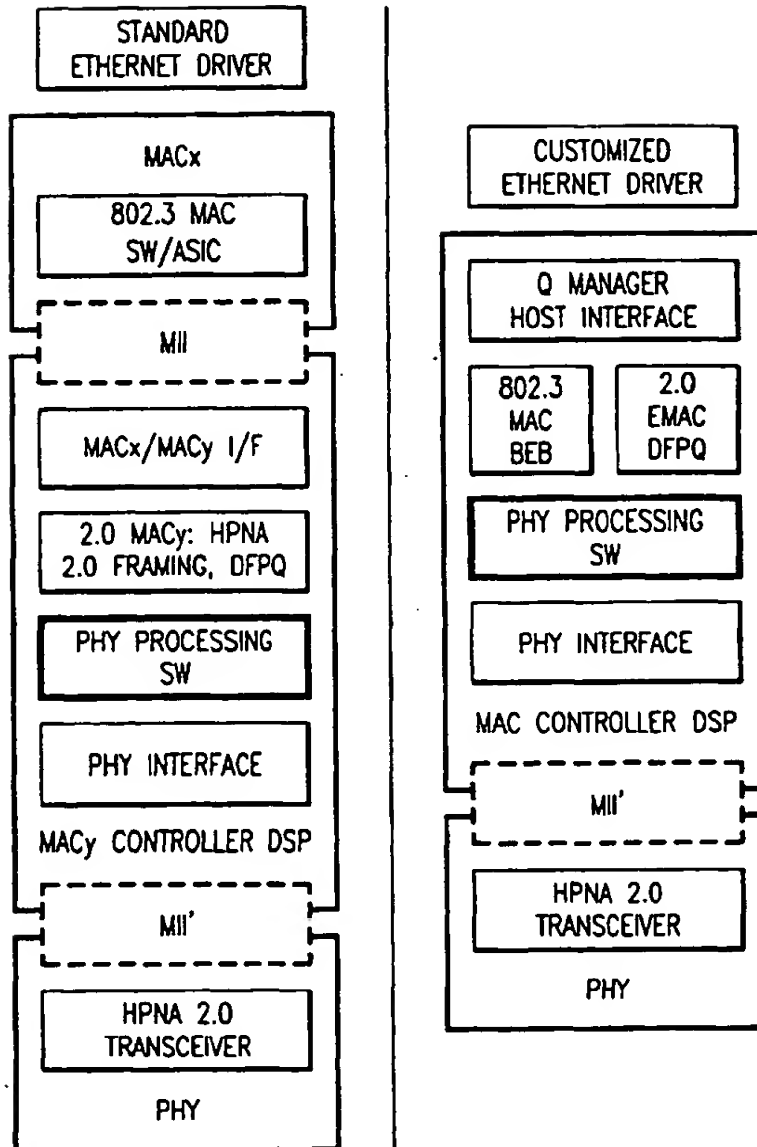 STANDARD
ETHERNET DRIVER
MACx
802.3 MAC
SW/ASIC
MII
MACx/MACy I/F
2.0 MACy: HPNA
2.0 FRAMING, DFPQ
PHY PROCESSING
SW
PHY INTERFACE
MACy CONTROLLER DSP
MII'
HPNA 2.0
TRANSCEIVER
PHY
CUSTOMIZED
ETHERNET DRIVER
Q MANAGER
HOST INTERFACE
802.3
MAC
BEB
2.0
EMAC
DFPQ
PHY PROCESSING
SW
PHY INTERFACE
MAC CONTROLLER DSP
MII'
HPNA 2.0
TRANSCEIVER
PHY